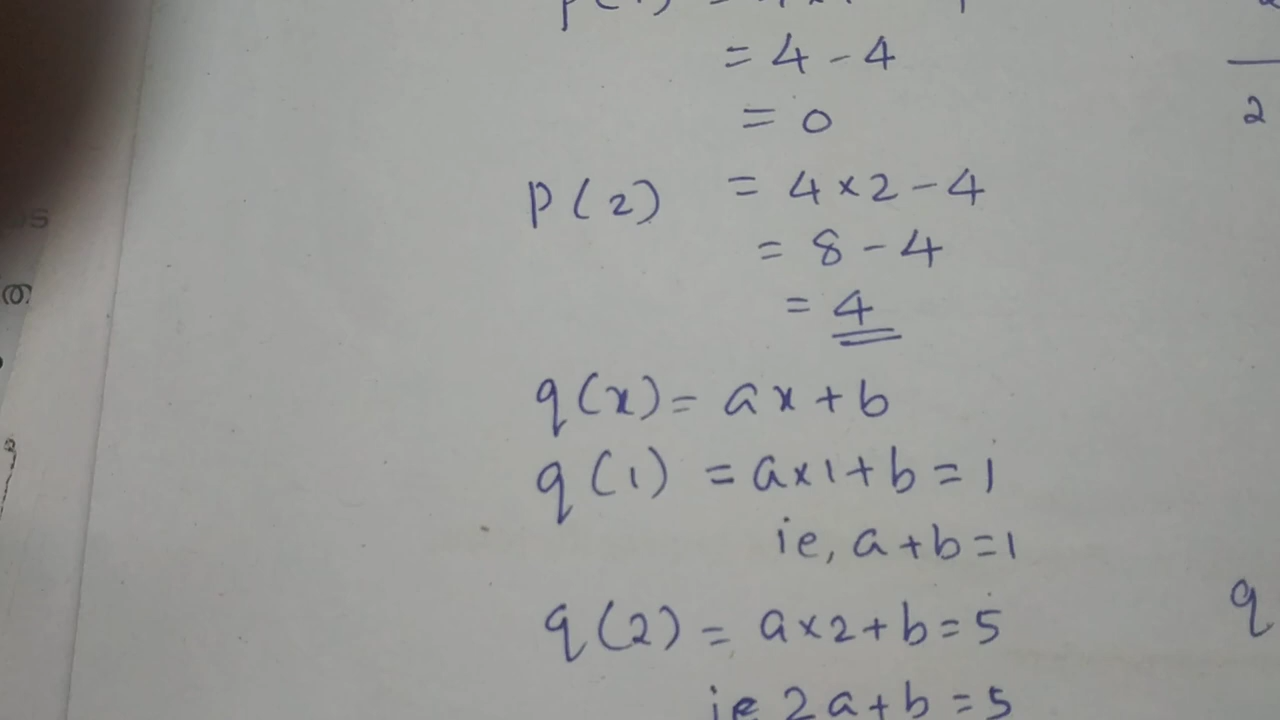 = 4 - 4
= 0
P(2) = 4×2-4
= 8-4
= 4
q(x) = ax+b
q(1) = a×1+b = 1
ie, a+b=1
q(2) = a×2+b=5
ie 2a+b=5
2
q